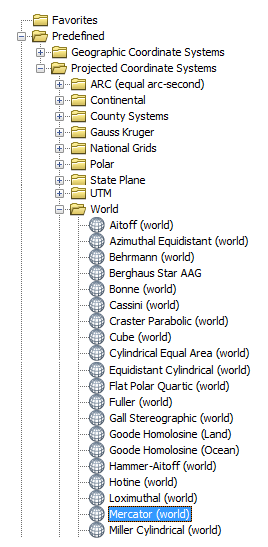 Favorites
Predefined
Geographic Coordinate Systems
Projected Coordinate Systems
ARC (equal arc-second)
Continental
County Systems
Gauss Kruger
National Grids
Polar
State Plane
UTM
World
Aitoff (world)
Azimuthal Equidistant (world)
Behrmann (world)
Berghaus Star AAG
Bonne (world)
Cassini (world)
Craster Parabolic (world)
Cube (world)
Cylindrical Equal Area (world)
Equidistant Cylindrical (world)
Flat Polar Quartic (world)
Fuller (world)
Gall Stereographic (world)
Goode Homolosine (Land)
Goode Homolosine (Ocean)
Hammer-Aitoff (world)
Hotine (world)
Loximuthal (world)
Mercator (world)
Miller Cylindrical (world)